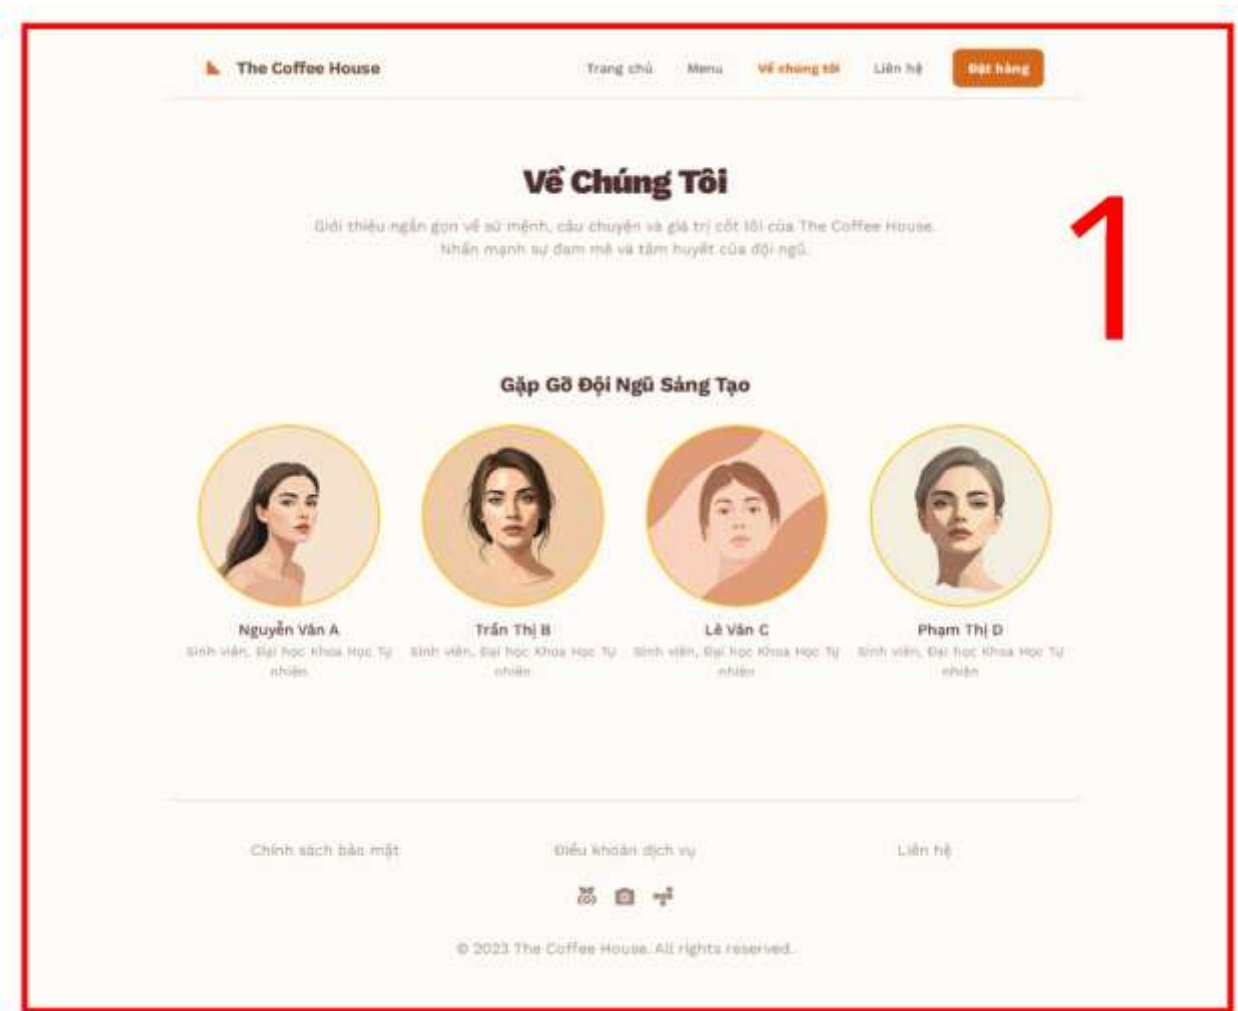 The Coffee House
Trang chủ Menu Về chúng tôi Liên hệ Đặt hàng
Về Chúng Tôi
1
Giới thiệu ngắn gọn về sứ mệnh, câu chuyện và giá trị cốt lõi của The Coffee House.
Nhấn mạnh sự đam mê và tâm huyết của đội ngũ.
Gặp Gỡ Đội Ngũ Sáng Tạo
Nguyễn Văn A
Sinh viên, Đại học Khoa Học Tự
nhiên
Trần Thị B
Sinh viên, Đại học Khoa Học Tự
nhiên
Lê Văn C
Sinh viên, Đại học Khoa Học Tự
nhiên
Phạm Thị D
Sinh viên, Đại học Khoa Học Tự
nhiên
Chính sách bảo mật Điều khoản dịch vụ Liên hệ
© 2023 The Coffee House. All rights reserved.